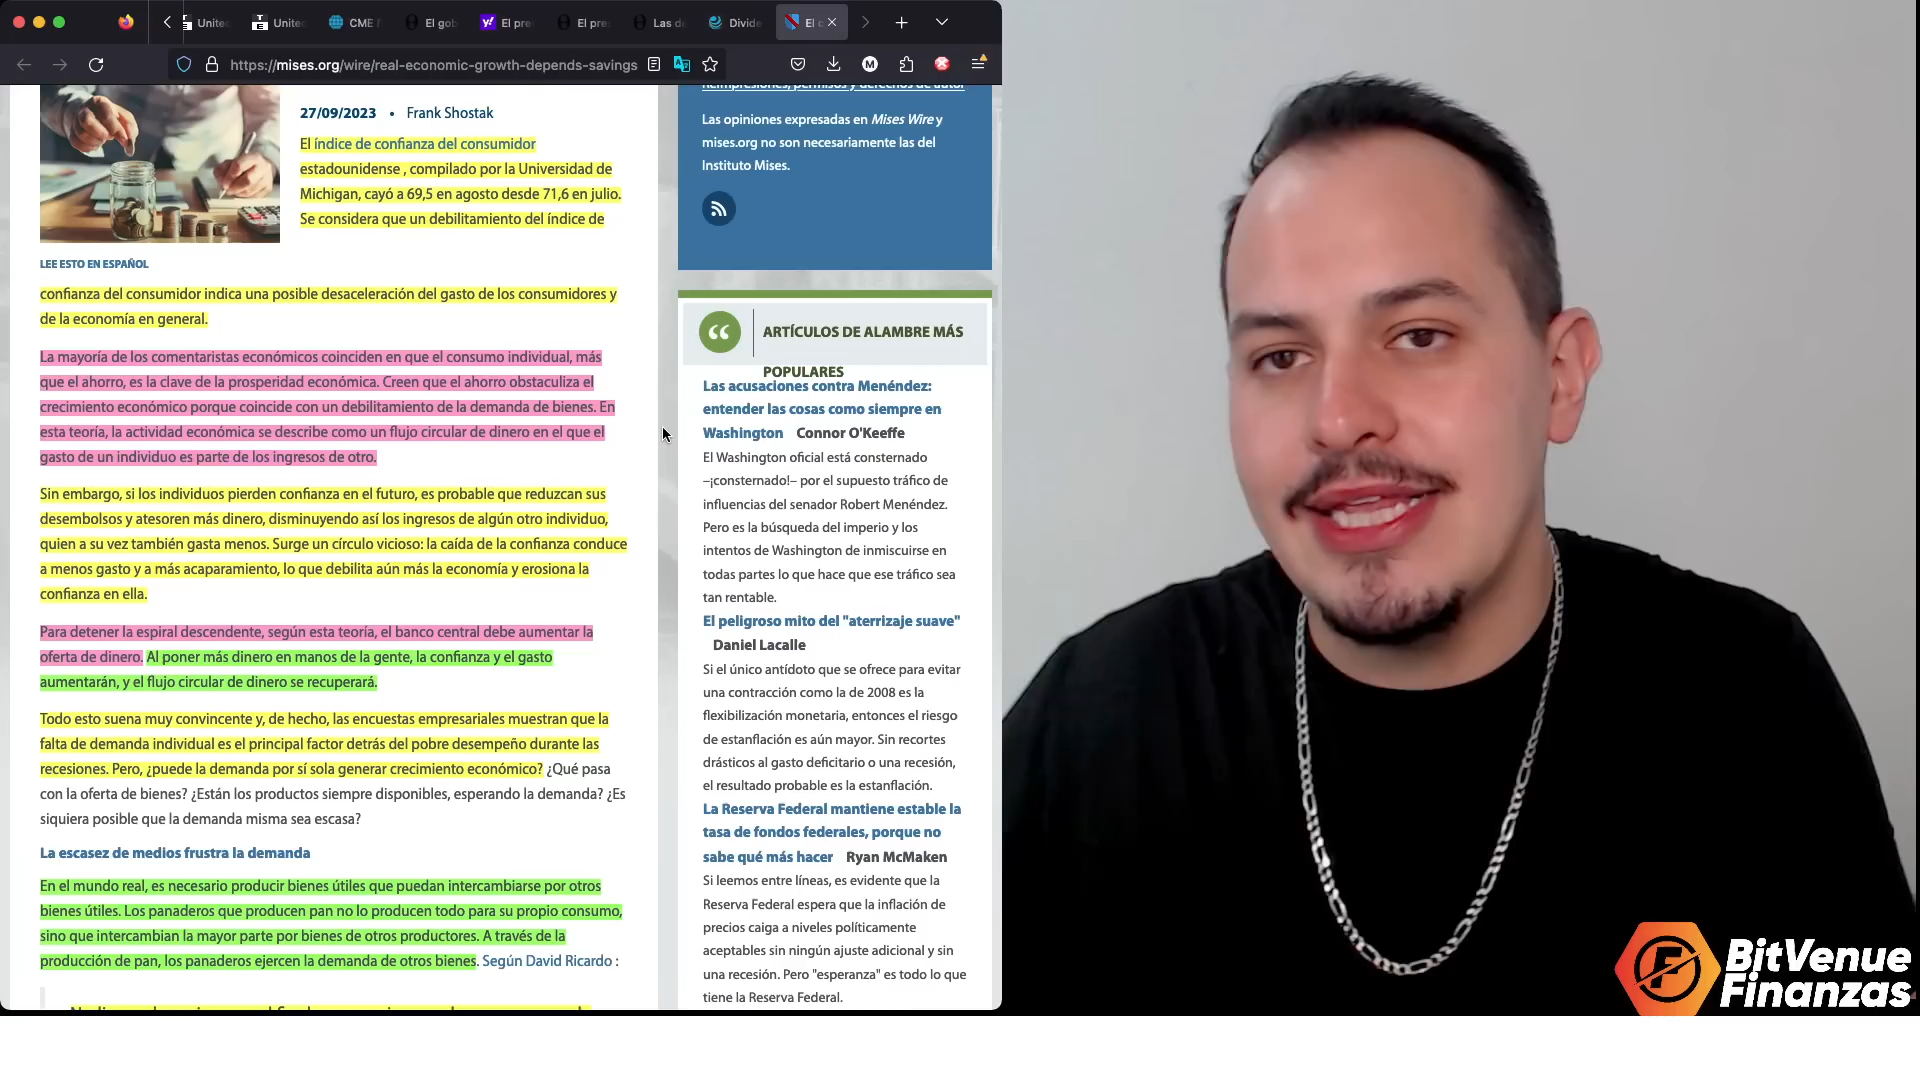 Unitec
Unitec
CME
El gob
El pre
El pre
Las d
Divide
El c
https://mises.org/wire/real-economic-growth-depends-savings
27/09/2023 • Frank Shostak
El índice de confianza del consumidor
estadounidense , compilado por la Universidad de
Michigan, cayó a 69,5 en agosto desde 71,6 en julio.
Se considera que un debilitamiento del índice de
LEE ESTO EN ESPAÑOL
confianza del consumidor indica una posible desaceleración del gasto de los consumidores y
de la economía en general.
La mayoría de los comentaristas económicos coinciden en que el consumo individual, más
que el ahorro, es la clave de la prosperidad económica. Creen que el ahorro obstaculiza el
crecimiento económico porque coincide con un debilitamiento de la demanda de bienes. En
esta teoría, la actividad económica se describe como un flujo circular de dinero en el que el
gasto de un individuo es parte de los ingresos de otro.
Sin embargo, si los individuos pierden confianza en el futuro, es probable que reduzcan sus
desembolsos y atesoren más dinero, disminuyendo así los ingresos de algún otro individuo,
quien a su vez también gasta menos. Surge un círculo vicioso: la caída de la confianza conduce
a menos gasto y a más acaparamiento, lo que debilita aún más la economía y erosiona la
confianza en ella.
Para detener la espiral descendente, según esta teoría, el banco central debe aumentar la
oferta de dinero. Al poner más dinero en manos de la gente, la confianza y el gasto
aumentarán, y el flujo circular de dinero se recuperará.
Todo esto suena muy convincente y, de hecho, las encuestas empresariales muestran que la
falta de demanda individual es el principal factor detrás del pobre desempeño durante las
recesiones. Pero, ¿puede la demanda por sí sola generar crecimiento económico? ¿Qué pasa
con la oferta de bienes? ¿Están los productos siempre disponibles, esperando la demanda? ¿Es
siquiera posible que la demanda misma sea escasa?
La escasez de medios frustra la demanda
En el mundo real, es necesario producir bienes útiles que puedan intercambiarse por otros
bienes útiles. Los panaderos que producen pan no lo producen todo para su propio consumo,
sino que intercambian la mayor parte por bienes de otros productores. A través de la
producción de pan, los panaderos ejercen la demanda de otros bienes. Según David Ricardo :
Reimpresiones, permisos y derechos de autor
Las opiniones expresadas en Mises Wire y
mises.org no son necesariamente las del
Instituto Mises.
ARTÍCULOS DE ALAMBRE MÁS
POPULARES
Las acusaciones contra Menéndez:
entender las cosas como siempre en
Washington Connor O'Keeffe
El Washington oficial está consternado
–¡consternado!– por el supuesto tráfico de
influencias del senador Robert Menéndez.
Pero es la búsqueda del imperio y los
intentos de Washington de inmiscuirse en
todas partes lo que hace que ese tráfico sea
tan rentable.
El peligroso mito del "aterrizaje suave"
Daniel Lacalle
Si el único antídoto que se ofrece para evitar
una contracción como la de 2008 es la
flexibilización monetaria, entonces el riesgo
de estanflación es aún mayor. Sin recortes
drásticos al gasto deficitario o una recesión,
el resultado probable es la estanflación.
La Reserva Federal mantiene estable la
tasa de fondos federales, porque no
sabe qué más hacer Ryan McMaken
Si leemos entre líneas, es evidente que la
Reserva Federal espera que la inflación de
precios caiga a niveles políticamente
aceptables sin ningún ajuste adicional y sin
una recesión. Pero "esperanza" es todo lo que
tiene la Reserva Federal.
BitVenue
Finanzas